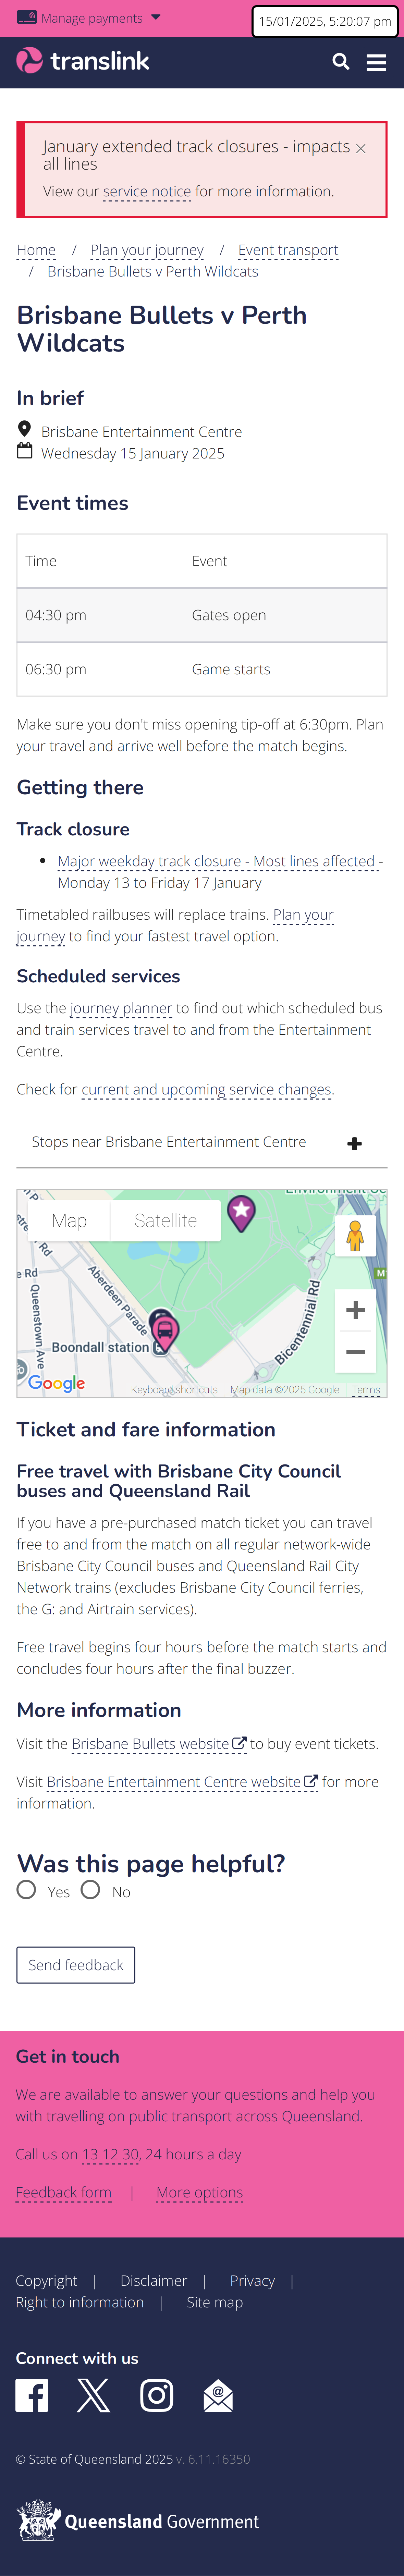 Manage payments
15/01/2025, 5:20:07 pm
translink
January extended track closures - impacts
all lines
View our service notice for more information.
Home / Plan your journey / Event transport
/ Brisbane Bullets v Perth Wildcats
Brisbane Bullets v Perth
Wildcats
In brief
Brisbane Entertainment Centre
Wednesday 15 January 2025
Event times
Time Event
04:30 pm Gates open
06:30 pm Game starts
Make sure you don't miss opening tip-off at 6:30pm. Plan
your travel and arrive well before the match begins.
Getting there
Track closure
• Major weekday track closure - Most lines affected -
Monday 13 to Friday 17 January
Timetabled railbuses will replace trains. Plan your
journey to find your fastest travel option.
Scheduled services
Use the journey planner to find out which scheduled bus
and train services travel to and from the Entertainment
Centre.
Check for current and upcoming service changes.
Stops near Brisbane Entertainment Centre
Map Satellite
Aberdeen Parade
Queenstown Ave
Boondall station
Bicentennial Rd
e Rd
M
Google
Keyboard shortcuts Map data ©2025 Google Terms
Ticket and fare information
Free travel with Brisbane City Council
buses and Queensland Rail
If you have a pre-purchased match ticket you can travel
free to and from the match on all regular network-wide
Brisbane City Council buses and Queensland Rail City
Network trains (excludes Brisbane City Council ferries,
the G: and Airtrain services).
Free travel begins four hours before the match starts and
concludes four hours after the final buzzer.
More information
Visit the Brisbane Bullets website to buy event tickets.
Visit Brisbane Entertainment Centre website for more
information.
Was this page helpful?
Yes No
Send feedback
Get in touch
We are available to answer your questions and help you
with travelling on public transport across Queensland.
Call us on 13 12 30, 24 hours a day
Feedback form | More options
Copyright | Disclaimer | Privacy |
Right to information | Site map
Connect with us
© State of Queensland 2025 v. 6.11.16350
Queensland Government